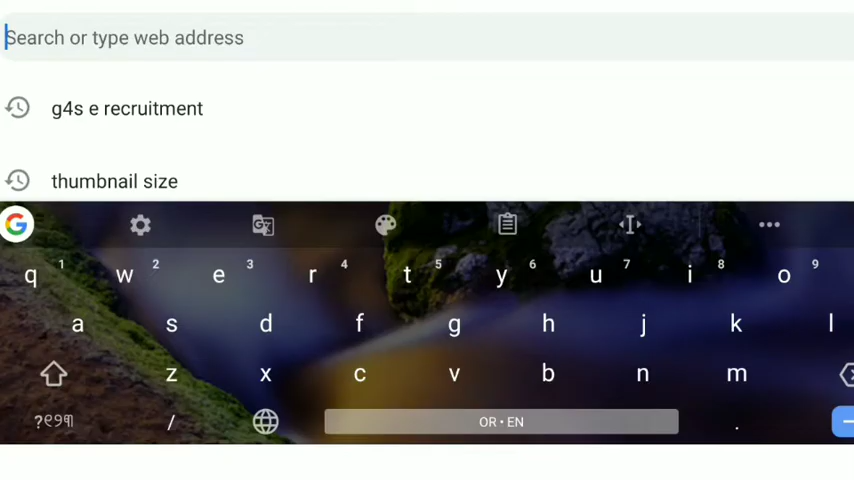 Search or type web address
g4s e recruitment
thumbnail size
q 1 w 2 e 3 r 4 t 5 y 6 u 7 i 8 o 9
a s d f g h j k l
z x c v b n m
?୧୨୩ / OR • EN .